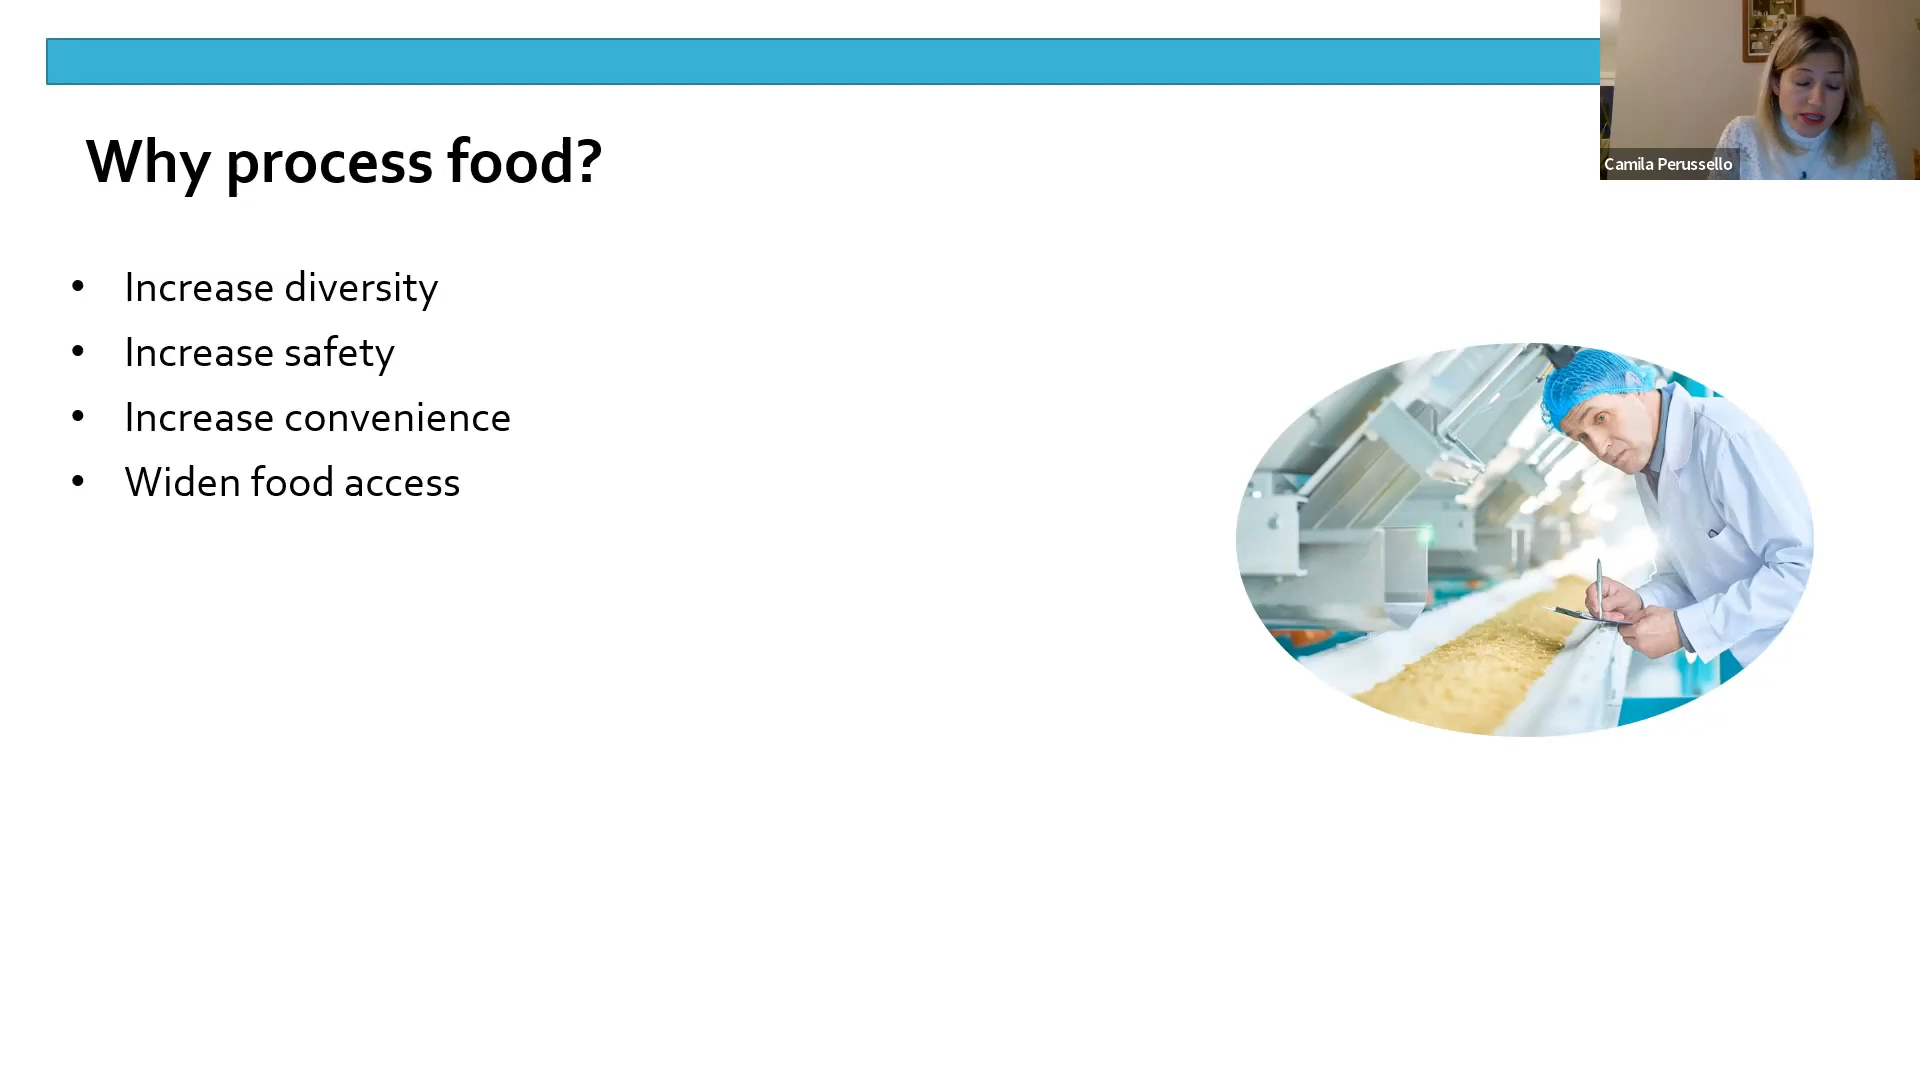 Why process food?
• Increase diversity
• Increase safety
• Increase convenience
• Widen food access
Camila Perussello